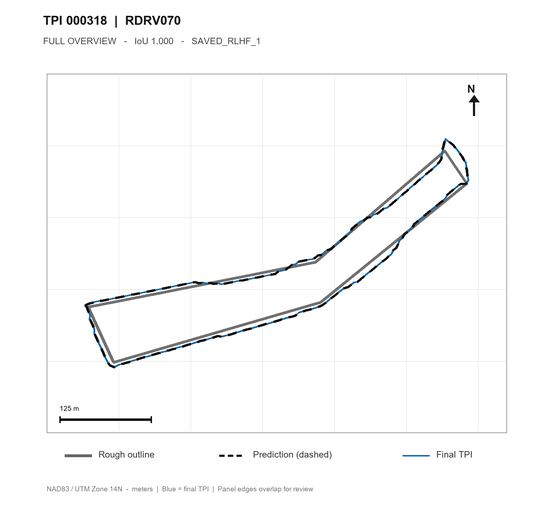 TPI 000318 | RDRV070
FULL OVERVIEW - IoU 1.000 - SAVED_RLHF_1
N
125 m
Rough outline
Prediction (dashed)
Final TPI
NAD83 / UTM Zone 14N - meters | Blue = final TPI | Panel edges overlap for review